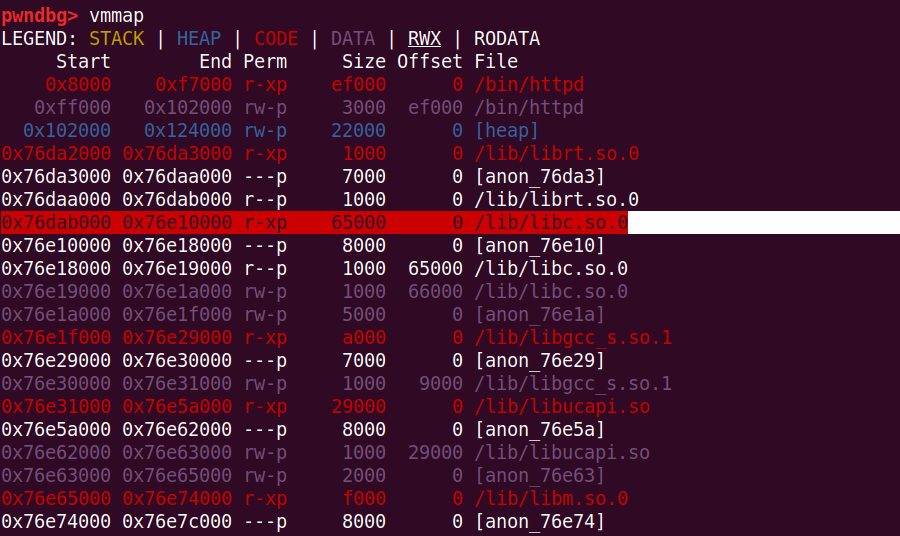 pwndbg> vmmap
LEGEND: STACK | HEAP | CODE | DATA | RWX | RODATA
     Start        End Perm     Size Offset File
    0x8000    0xf7000 r-xp    ef000      0 /bin/httpd
   0xff000   0x102000 rw-p     3000  ef000 /bin/httpd
  0x102000   0x124000 rw-p    22000      0 [heap]
0x76da2000 0x76da3000 r-xp     1000      0 /lib/librt.so.0
0x76da3000 0x76daa000 ---p     7000      0 [anon_76da3]
0x76daa000 0x76dab000 r--p     1000      0 /lib/librt.so.0
0x76dab000 0x76e10000 r-xp    65000      0 /lib/libc.so.0
0x76e10000 0x76e18000 ---p     8000      0 [anon_76e10]
0x76e18000 0x76e19000 r--p     1000  65000 /lib/libc.so.0
0x76e19000 0x76e1a000 rw-p     1000  66000 /lib/libc.so.0
0x76e1a000 0x76e1f000 rw-p     5000      0 [anon_76e1a]
0x76e1f000 0x76e29000 r-xp     a000      0 /lib/libgcc_s.so.1
0x76e29000 0x76e30000 ---p     7000      0 [anon_76e29]
0x76e30000 0x76e31000 rw-p     1000   9000 /lib/libgcc_s.so.1
0x76e31000 0x76e5a000 r-xp    29000      0 /lib/libucapi.so
0x76e5a000 0x76e62000 ---p     8000      0 [anon_76e5a]
0x76e62000 0x76e63000 rw-p     1000  29000 /lib/libucapi.so
0x76e63000 0x76e65000 rw-p     2000      0 [anon_76e63]
0x76e65000 0x76e74000 r-xp     f000      0 /lib/libm.so.0
0x76e74000 0x76e7c000 ---p     8000      0 [anon_76e74]